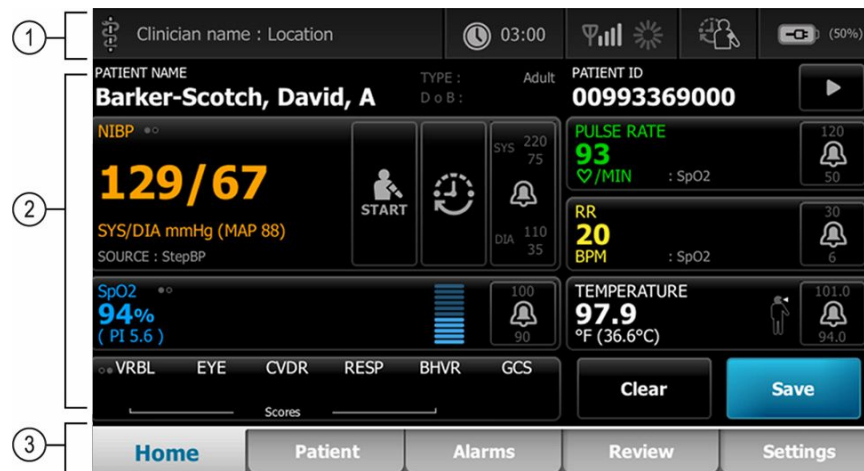 1
Clinician name : Location
03:00
(50%)
2
PATIENT NAME
Barker-Scotch, David, A
TYPE :
Adult
D o B :
PATIENT ID
00993369000
NIBP
129/67
SYS/DIA mmHg (MAP 88)
SOURCE : StepBP
START
SYS 220
75
DIA 110
35
PULSE RATE
93
/MIN : SpO2
120
50
RR
20
BPM : SpO2
30
6
SpO2
94%
( PI 5.6 )
100
90
TEMPERATURE
97.9
°F (36.6°C)
101.0
94.0
VRBL EYE CVDR RESP BHVR GCS
Scores
Clear
Save
3
Home Patient Alarms Review Settings